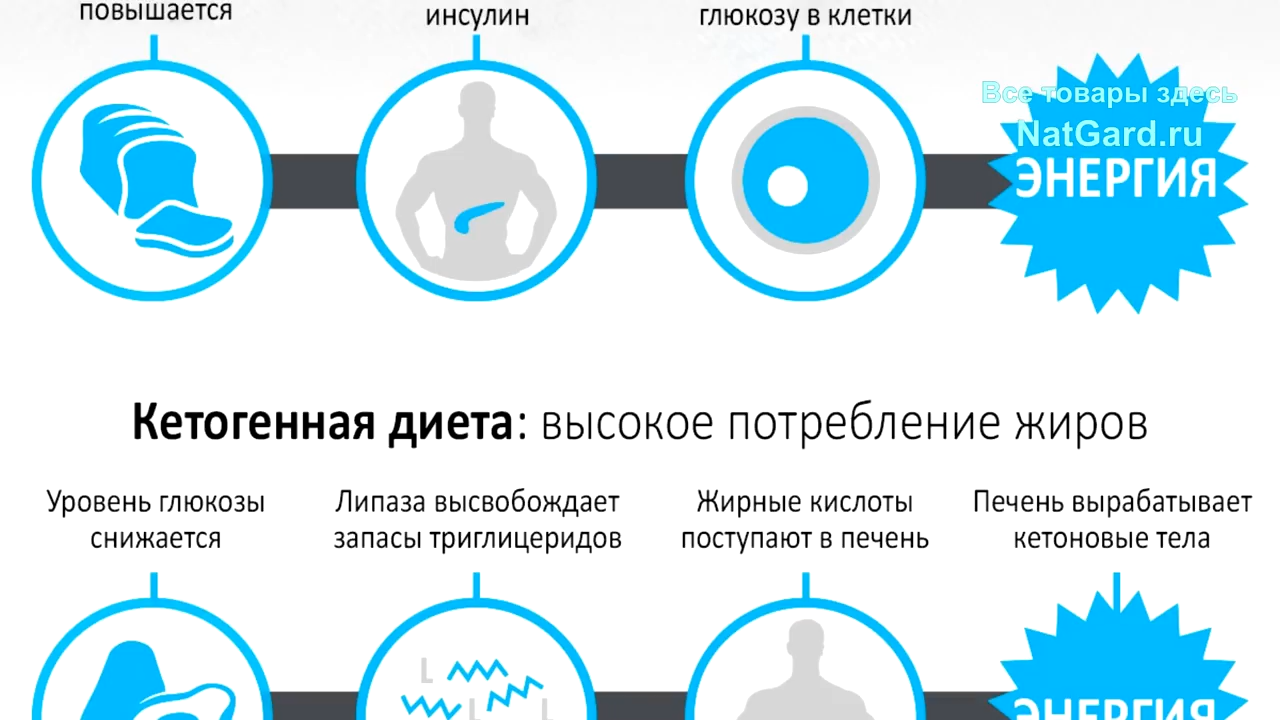 повышается
инсулин
глюкозу в клетки
Все товары здесь
NatGard.ru
ЭНЕРГИЯ
Кетогенная диета: высокое потребление жиров
Уровень глюкозы
снижается
Липаза высвобождает
запасы триглицеридов
Жирные кислоты
поступают в печень
Печень вырабатывает
кетоновые тела
L
L
L
ЭНЕРГИЯ